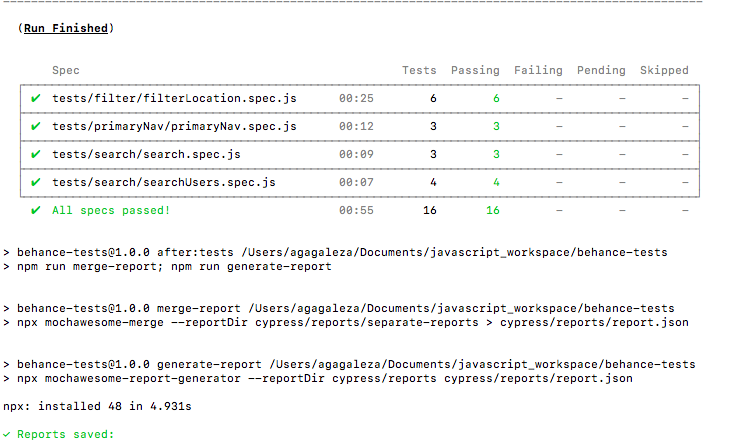 (Run Finished)
Spec Tests Passing Failing Pending Skipped
✔ tests/filter/filterLocation.spec.js 00:25 6 6 – – –
✔ tests/primaryNav/primaryNav.spec.js 00:12 3 3 – – –
✔ tests/search/search.spec.js 00:09 3 3 – – –
✔ tests/search/searchUsers.spec.js 00:07 4 4 – – –
✔ All specs passed! 00:55 16 16 – – –
> behance-tests@1.0.0 after:tests /Users/agagaleza/Documents/javascript_workspace/behance-tests
> npm run merge-report; npm run generate-report
> behance-tests@1.0.0 merge-report /Users/agagaleza/Documents/javascript_workspace/behance-tests
> npx mochawesome-merge --reportDir cypress/reports/separate-reports > cypress/reports/report.json
> behance-tests@1.0.0 generate-report /Users/agagaleza/Documents/javascript_workspace/behance-tests
> npx mochawesome-report-generator --reportDir cypress/reports cypress/reports/report.json
npx: installed 48 in 4.931s
✓ Reports saved: